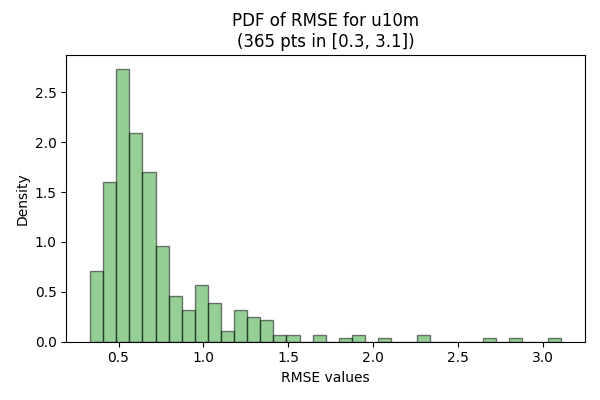 PDF of RMSE for u10m
(365 pts in [0.3, 3.1])
Density
2.5
2.0
1.5
1.0
0.5
0.0
0.5 1.0 1.5 2.0 2.5 3.0
RMSE values